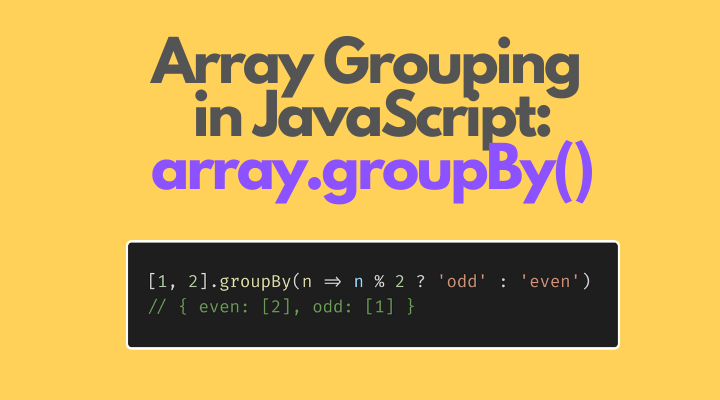 Array Grouping
in JavaScript:
array.groupBy()
[1, 2].groupBy(n => n % 2 ? 'odd' : 'even')
// { even: [2], odd: [1] }